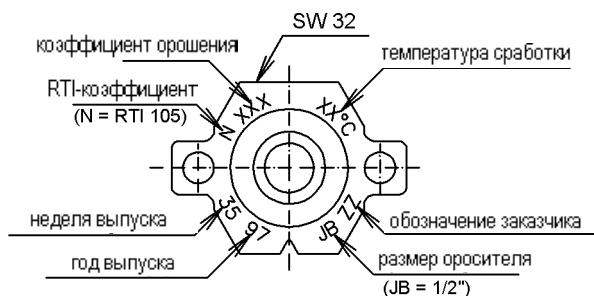 SW 32
коэффициент орошения
температура сработки
RTI-коэффициент
(N = RTI 105)
N XXX
XX°C
35 97
JB ZZ
неделя выпуска
обозначение заказчика
год выпуска
размер оросителя
(JB = 1/2")